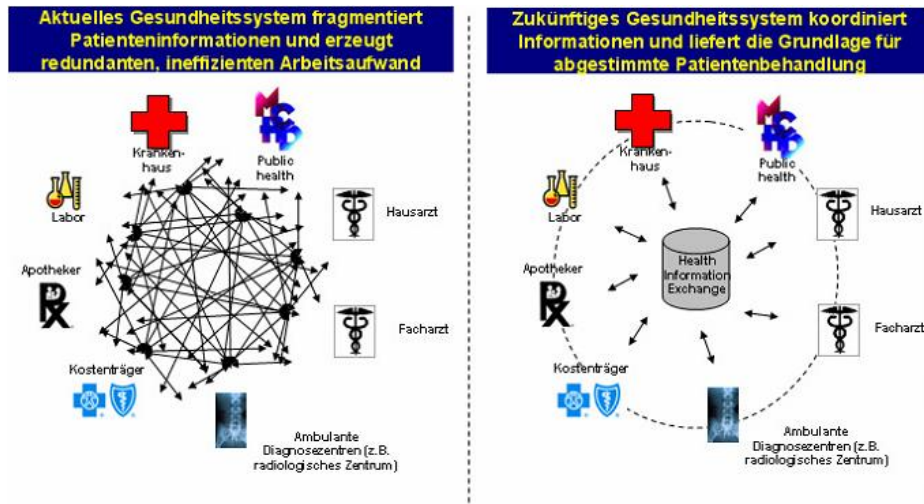 Aktuelles Gesundheitssystem fragmentiert
Patienteninformationen und erzeugt
redundanten, ineffizienten Arbeitsaufwand
Kranken-
haus
Public
health
Labor
Hausarzt
Apotheker
Rx
Facharzt
Kostenträger
Ambulante
Diagnosezentren (z.B.
radiologisches Zentrum)
Zukünftiges Gesundheitssystem koordiniert
Informationen und liefert die Grundlage für
abgestimmte Patientenbehandlung
Kranken-
haus
Public
health
Labor
Hausarzt
Health
Information
Exchange
Apotheker
Rx
Facharzt
Kostenträger
Ambulante
Diagnosezentren (z.B.
radiologisches Zentrum)